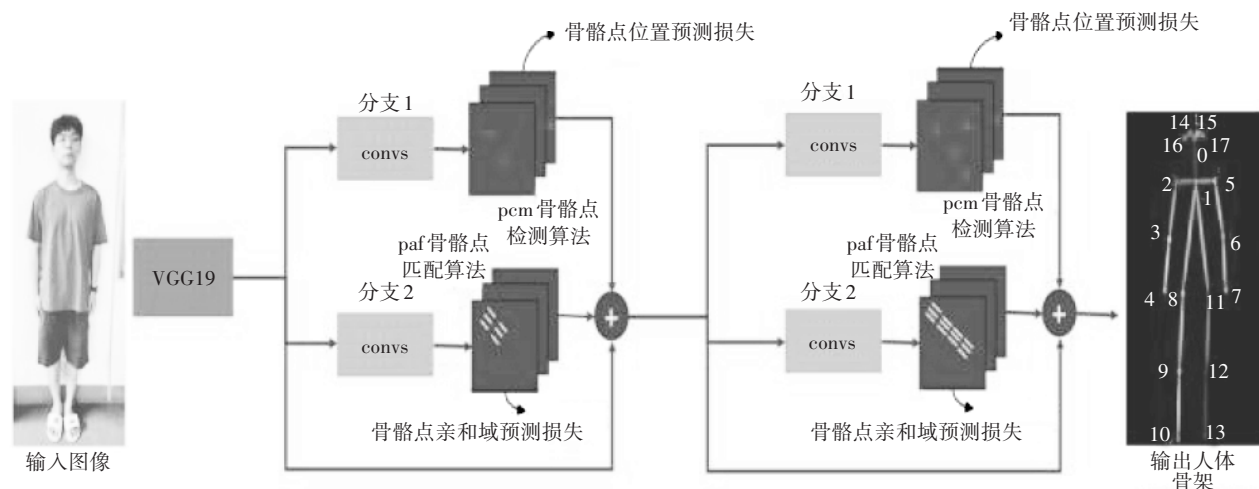 骨骼点位置预测损失
分支1
convs
pcm骨骼点
检测算法
paf骨骼点
匹配算法
VGG19
分支2
convs
骨骼点亲和域预测损失
输入图像
骨骼点位置预测损失
分支1
convs
pcm骨骼点
检测算法
paf骨骼点
匹配算法
分支2
convs
骨骼点亲和域预测损失
14 15
16 17
0
2 5
1
3 6
4 8 11 7
9 12
10 13
输出人体
骨架